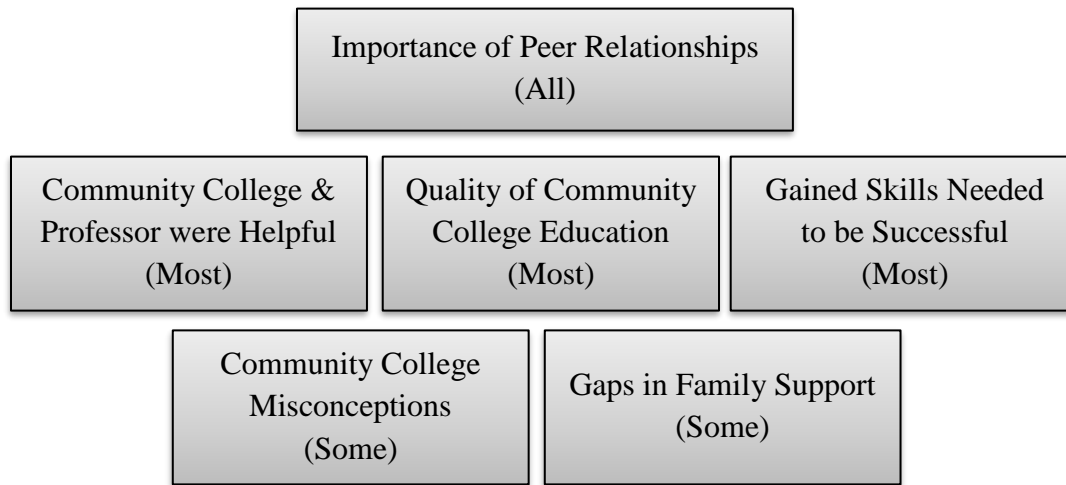 Importance of Peer Relationships
(All)
Community College &
Professor were Helpful
(Most)
Quality of Community
College Education
(Most)
Gained Skills Needed
to be Successful
(Most)
Community College
Misconceptions
(Some)
Gaps in Family Support
(Some)